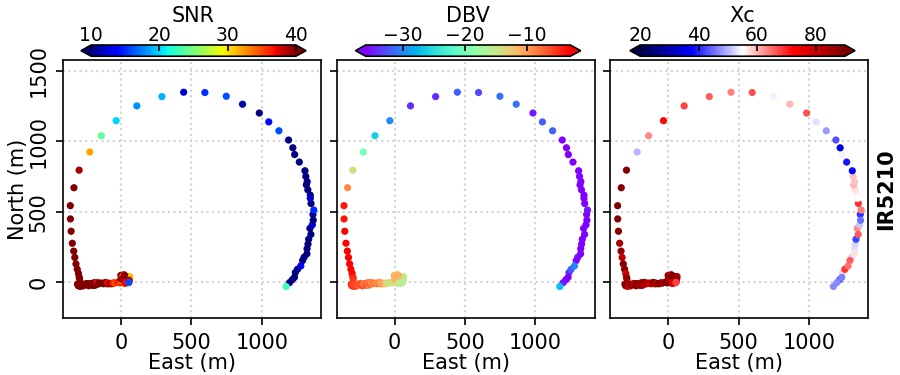 SNR DBV Xc
10 20 30 40 −30 −20 −10 20 40 60 80
1500
1000
500
0
North (m)
IR5210
0 500 1000 0 500 1000 0 500 1000
East (m) East (m) East (m)